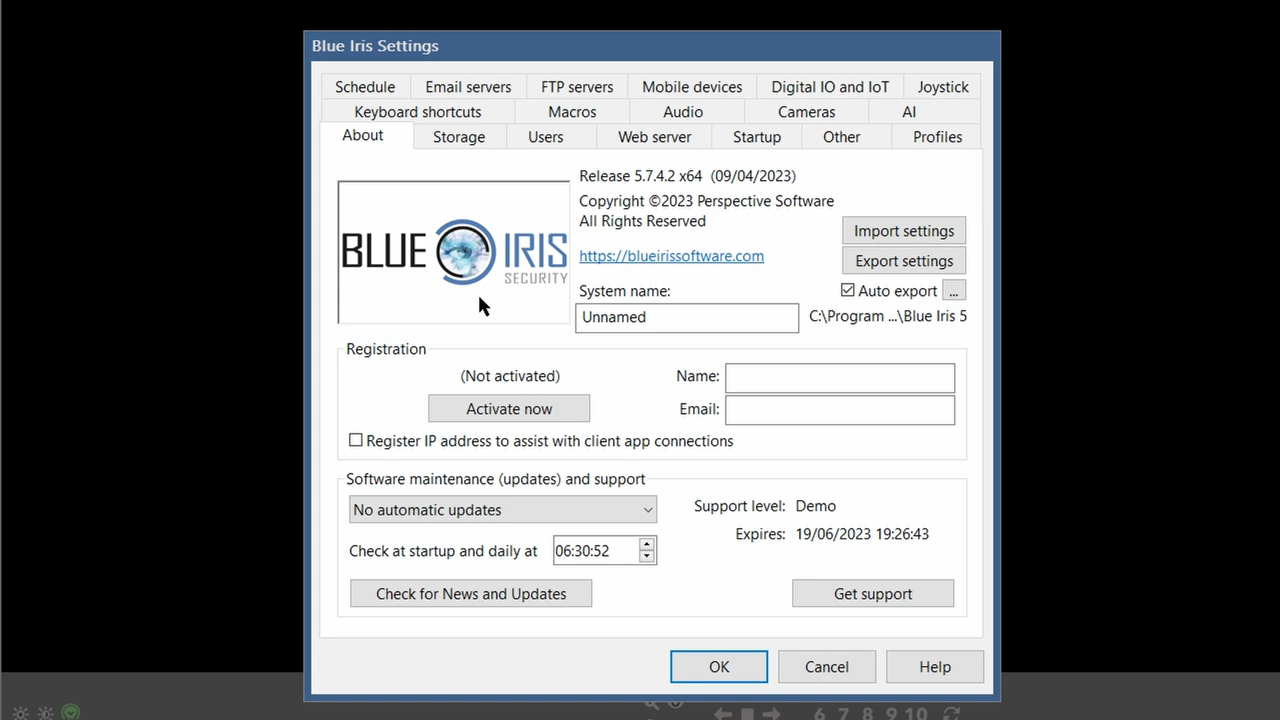 Blue Iris Settings
Schedule Email servers FTP servers Mobile devices Digital IO and IoT Joystick
Keyboard shortcuts Macros Audio Cameras AI
About Storage Users Web server Startup Other Profiles
Release 5.7.4.2 x64 (09/04/2023)
Copyright ©2023 Perspective Software
All Rights Reserved
BLUE IRIS
SECURITY
https://blueirissoftware.com
Import settings
Export settings
System name:
Auto export ...
Unnamed
C:\Program ...\Blue Iris 5
Registration
(Not activated)
Name:
Activate now
Email:
Register IP address to assist with client app connections
Software maintenance (updates) and support
No automatic updates
Support level: Demo
Expires: 19/06/2023 19:26:43
Check at startup and daily at 06:30:52
Check for News and Updates
Get support
OK Cancel Help
6 7 8 9 10